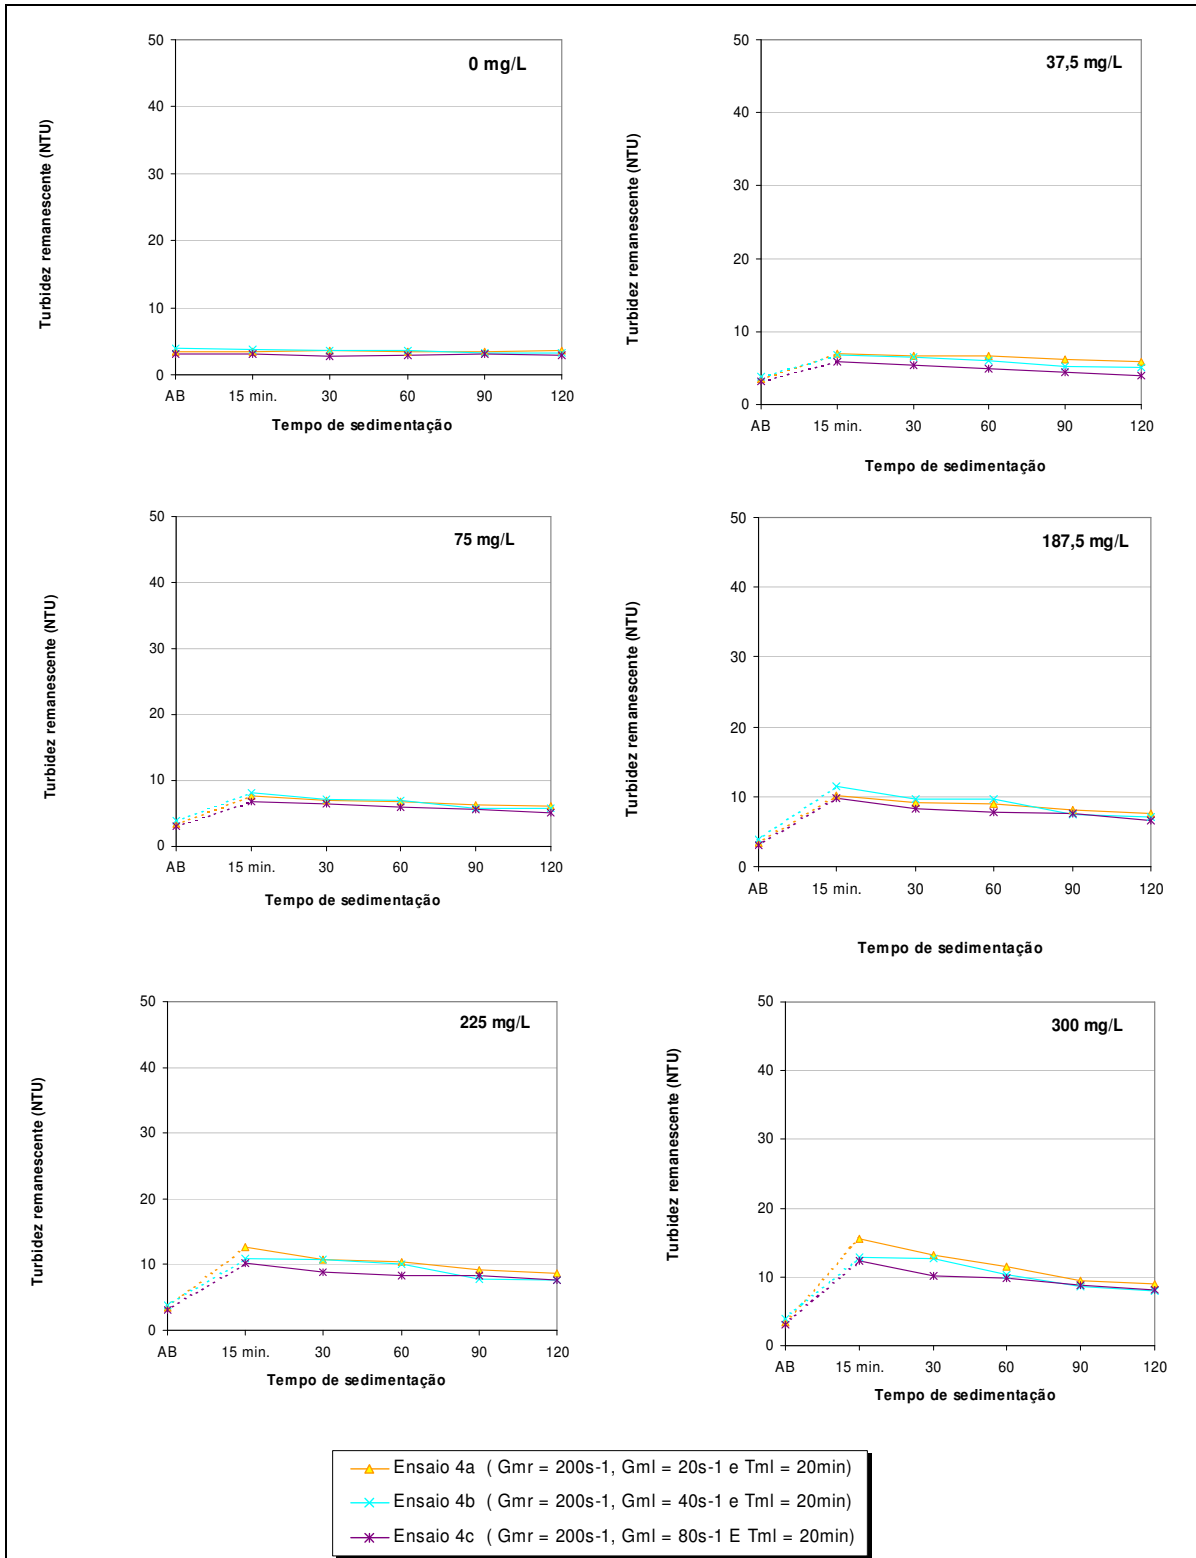 0 mg/L
Turbidez remanescente (NTU)
50
40
30
20
10
0
AB 15 min. 30 60 90 120
Tempo de sedimentação
37,5 mg/L
Turbidez remanescente (NTU)
50
40
30
20
10
0
AB 15 min. 30 60 90 120
Tempo de sedimentação
75 mg/L
Turbidez remanescente (NTU)
50
40
30
20
10
0
AB 15 min. 30 60 90 120
Tempo de sedimentação
187,5 mg/L
Turbidez remanescente (NTU)
50
40
30
20
10
0
AB 15 min. 30 60 90 120
Tempo de sedimentação
225 mg/L
Turbidez remanescente (NTU)
50
40
30
20
10
0
AB 15 min. 30 60 90 120
Tempo de sedimentação
300 mg/L
Turbidez remanescente (NTU)
50
40
30
20
10
0
AB 15 min. 30 60 90 120
Tempo de sedimentação
Ensaio 4a ( Gmr = 200s-1, Gml = 20s-1 e Tml = 20min)
Ensaio 4b ( Gmr = 200s-1, Gml = 40s-1 e Tml = 20min)
Ensaio 4c ( Gmr = 200s-1, Gml = 80s-1 E Tml = 20min)